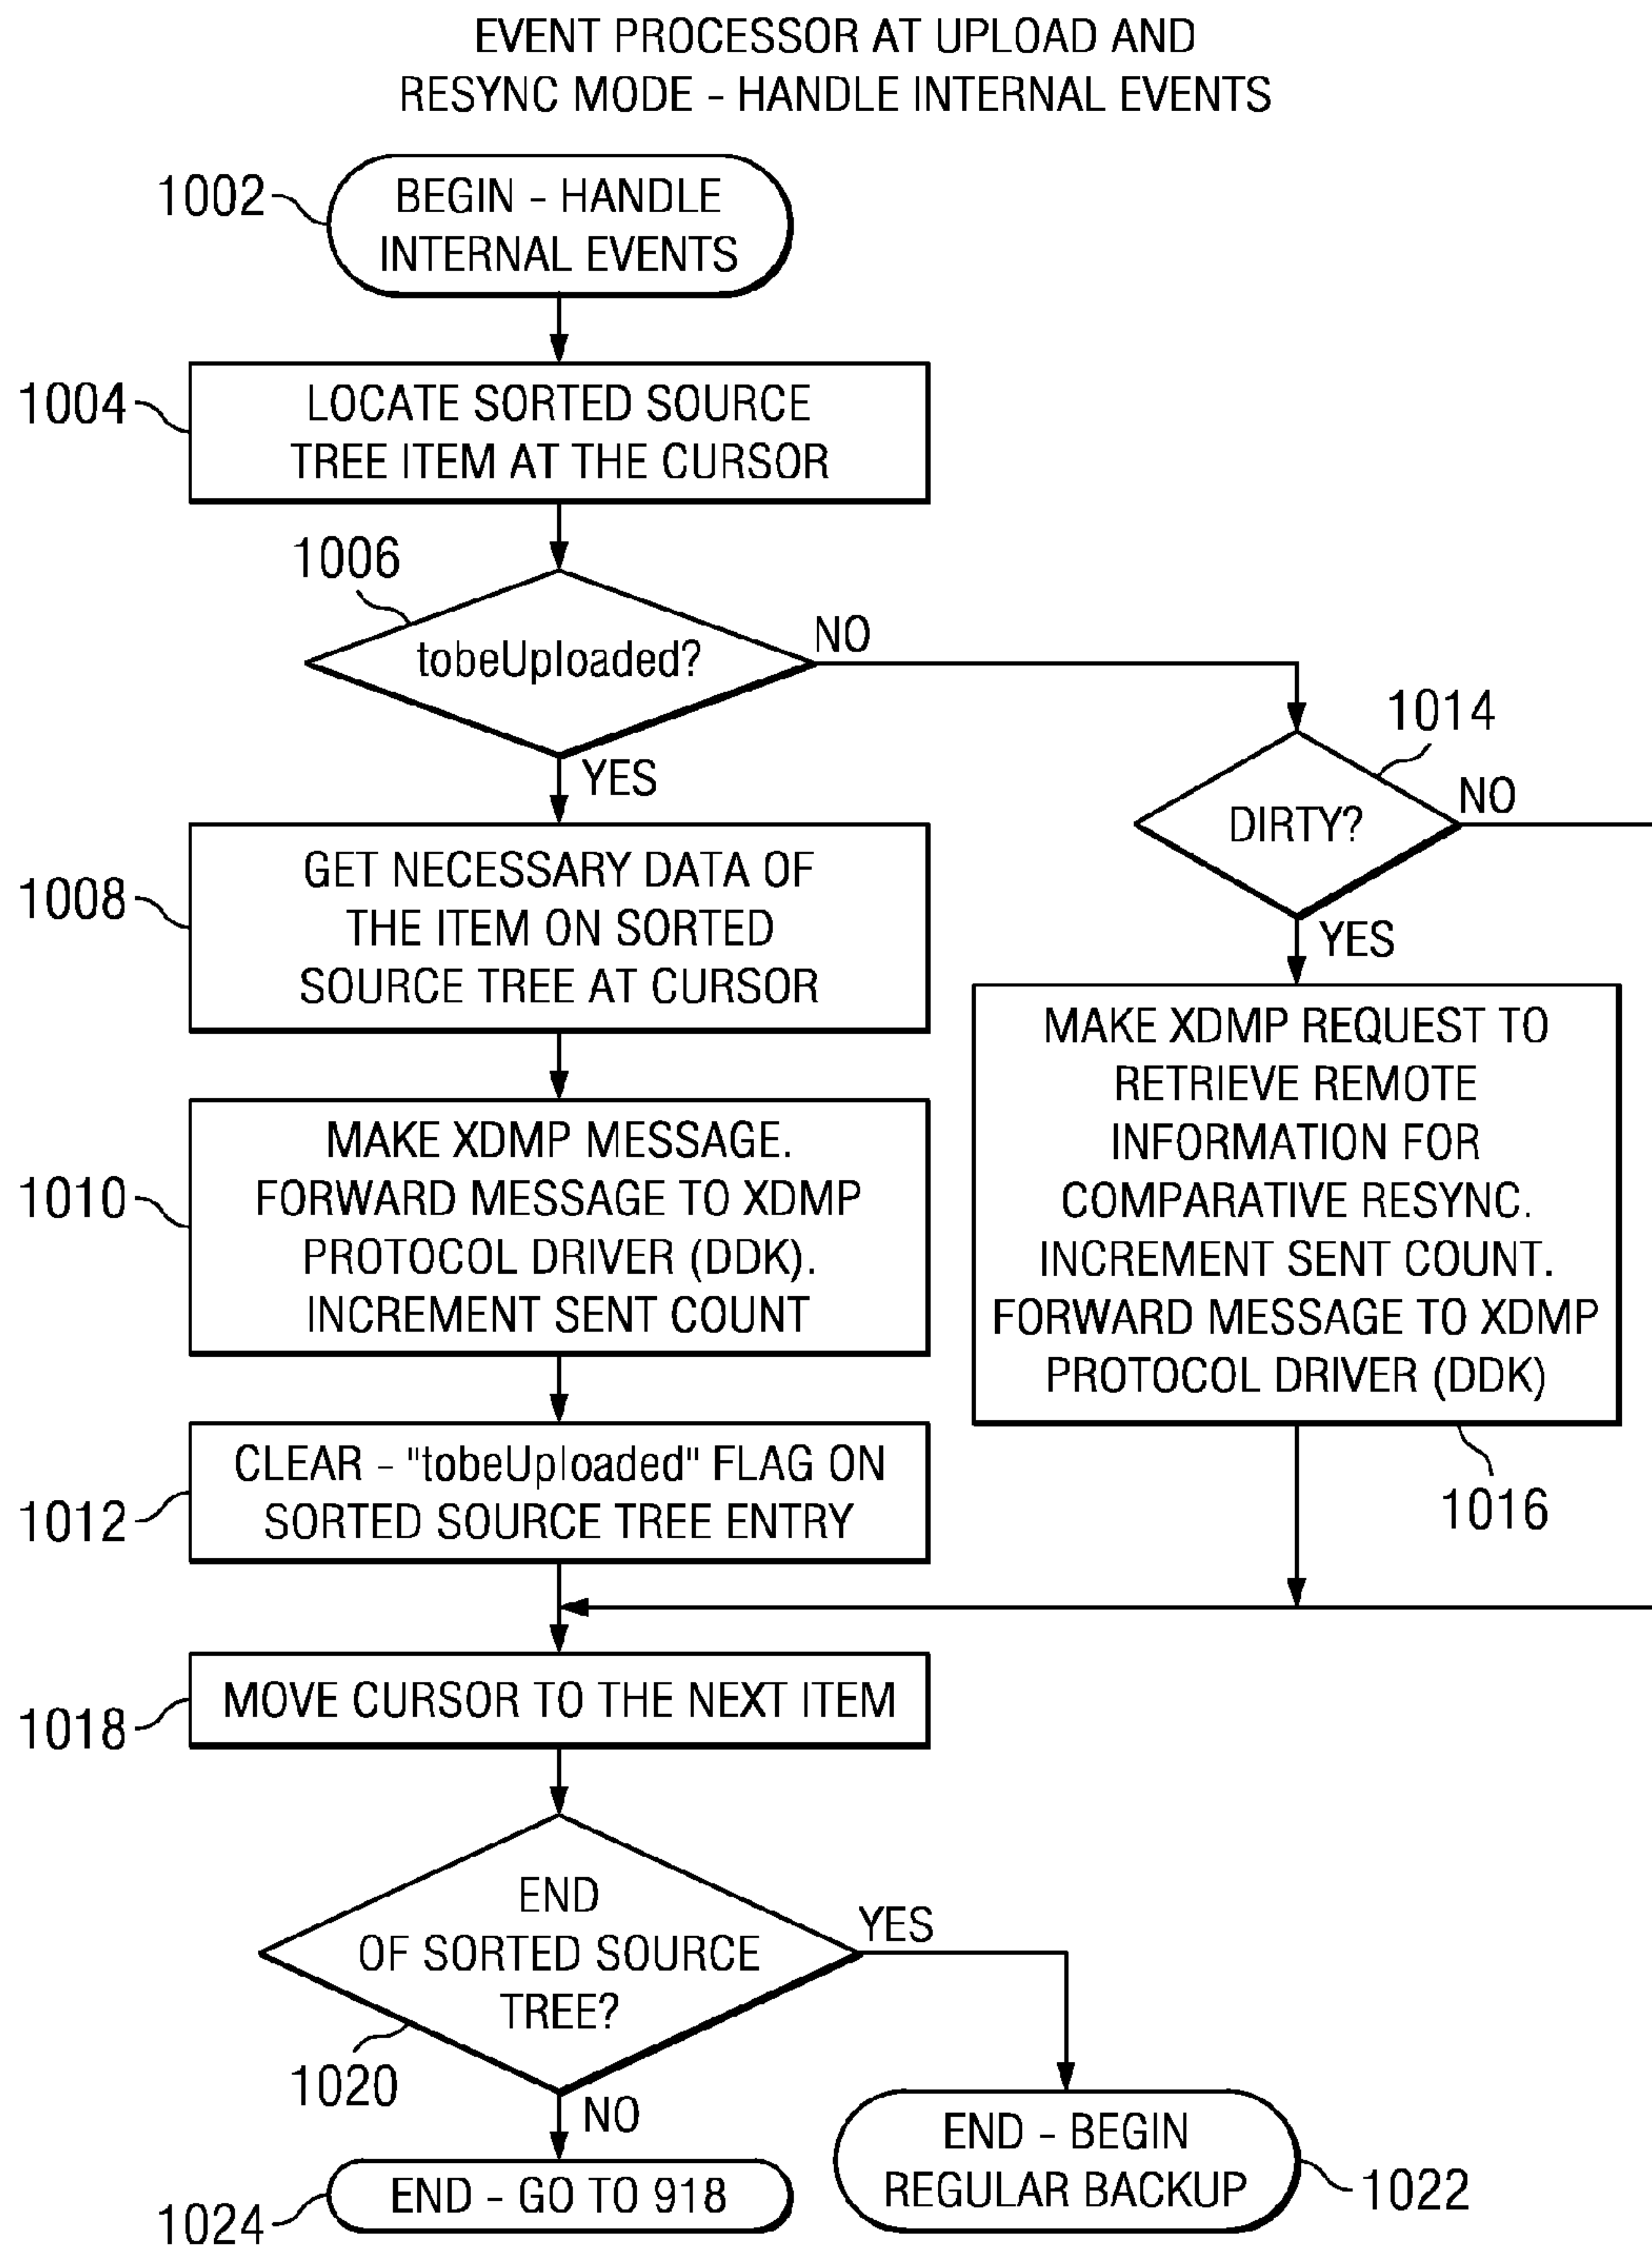 EVENT PROCESSOR AT UPLOAD AND
RESYNC MODE - HANDLE INTERNAL EVENTS
1002
BEGIN - HANDLE
INTERNAL EVENTS
1004
LOCATE SORTED SOURCE
TREE ITEM AT THE CURSOR
1006
tobeUploaded?
NO
YES
1014
DIRTY?
NO
YES
1008
GET NECESSARY DATA OF
THE ITEM ON SORTED
SOURCE TREE AT CURSOR
1010
MAKE XDMP MESSAGE.
FORWARD MESSAGE TO XDMP
PROTOCOL DRIVER (DDK).
INCREMENT SENT COUNT
MAKE XDMP REQUEST TO
RETRIEVE REMOTE
INFORMATION FOR
COMPARATIVE RESYNC.
INCREMENT SENT COUNT.
FORWARD MESSAGE TO XDMP
PROTOCOL DRIVER (DDK)
1016
1012
CLEAR - "tobeUploaded" FLAG ON
SORTED SOURCE TREE ENTRY
1018
MOVE CURSOR TO THE NEXT ITEM
END
OF SORTED SOURCE
TREE?
1020
YES
NO
END - BEGIN
REGULAR BACKUP
1022
END - GO TO 918
1024